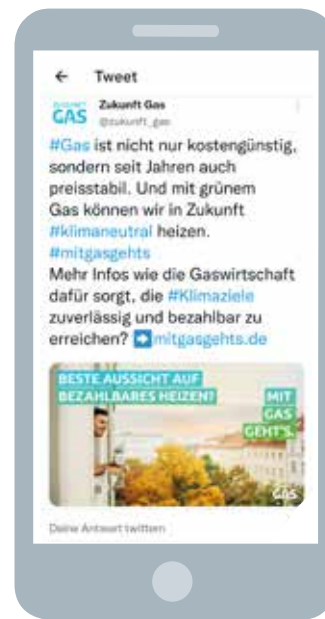 ← Tweet
ZUKUNFT
GAS
Zukunft Gas
@zukunft_gas
#Gas ist nicht nur kostengünstig,
sondern seit Jahren auch
preisstabil. Und mit grünem
Gas können wir in Zukunft
#klimaneutral heizen.
#mitgasgehts
Mehr Infos wie die Gaswirtschaft
dafür sorgt, die #Klimaziele
zuverlässig und bezahlbar zu
erreichen? ➡mitgasgehts.de
BESTE AUSSICHT AUF
BEZAHLBARES HEIZEN?
MIT
GAS
GEHT'S.
GAS
Deine Antwort twittern